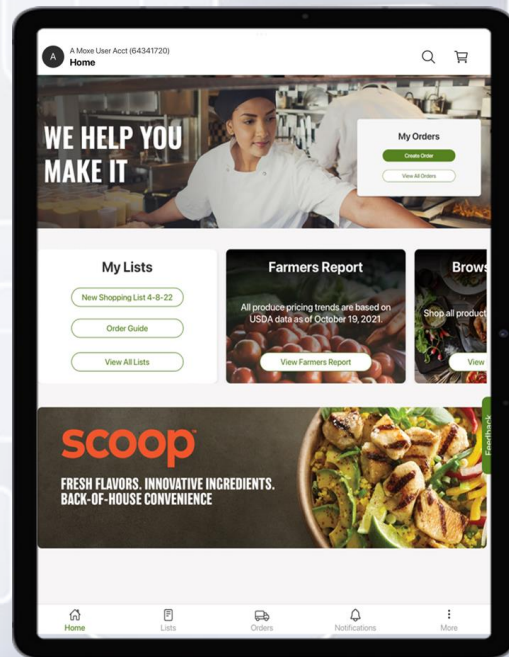 A
A Moxe User Acct (64341720)
Home
WE HELP YOU
MAKE IT
My Orders
Create Order
View All Orders
My Lists
New Shopping List 4-8-22
Order Guide
View All Lists
Farmers Report
All produce pricing trends are based on
USDA data as of October 19, 2021.
View Farmers Report
Brows
Shop all product
View
Feedback
scoop™
FRESH FLAVORS. INNOVATIVE INGREDIENTS.
BACK-OF-HOUSE CONVENIENCE
Home
Lists
Orders
Notifications
More